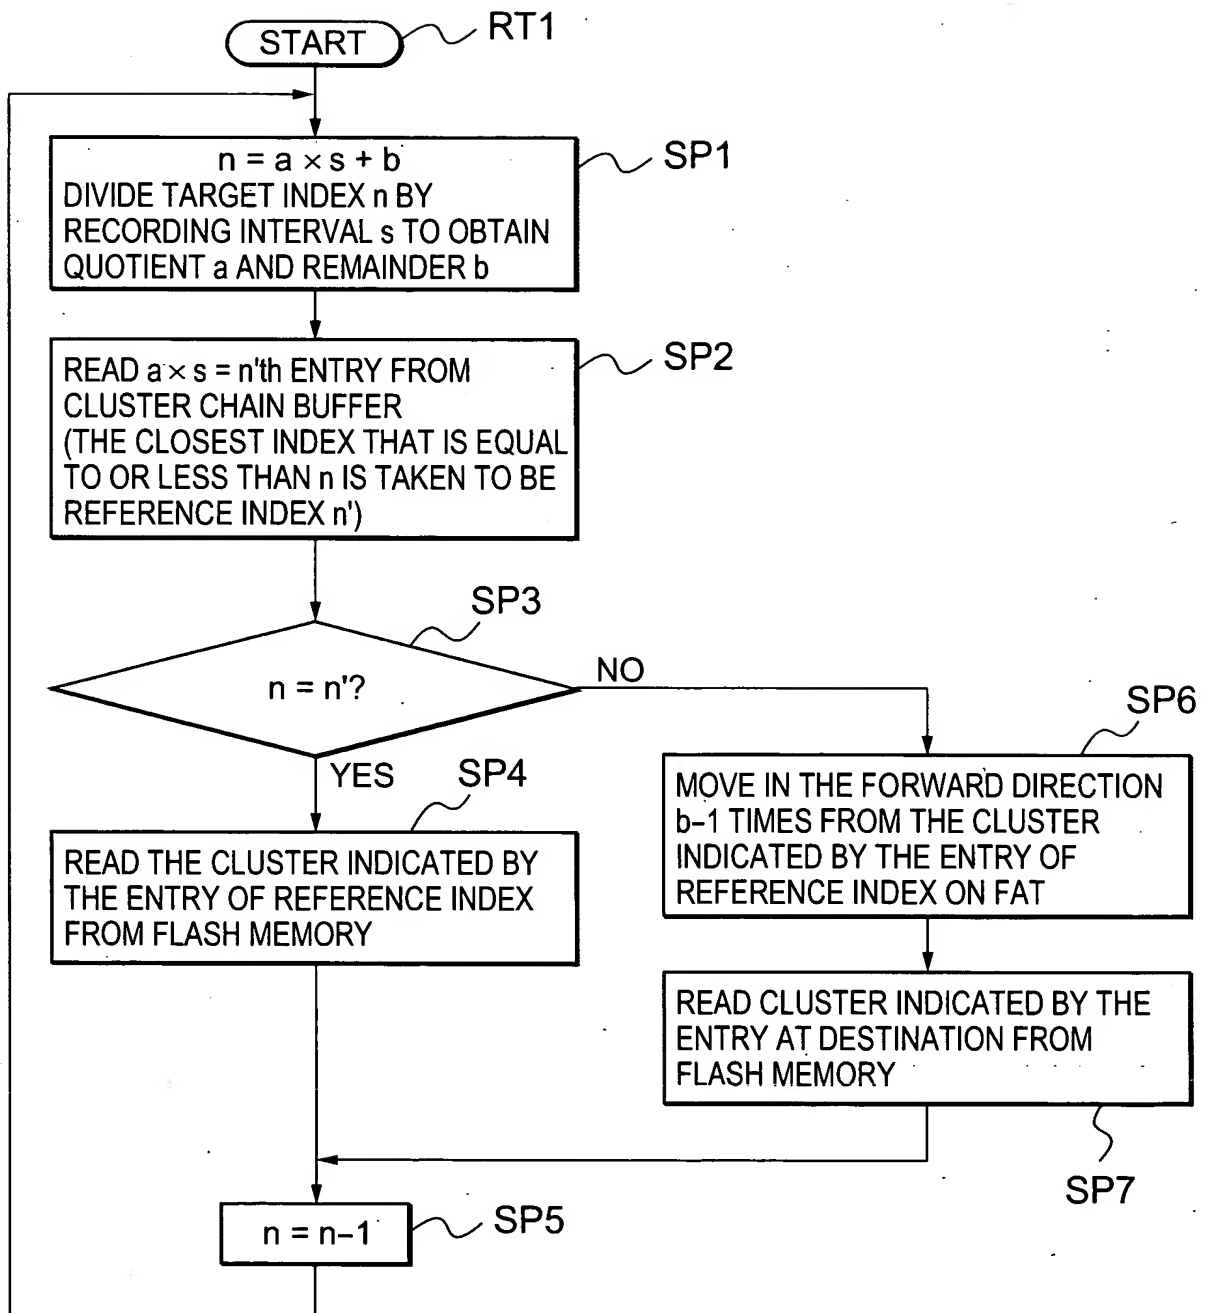 START
RT1
n = a × s + b
DIVIDE TARGET INDEX n BY
RECORDING INTERVAL s TO OBTAIN
QUOTIENT a AND REMAINDER b
SP1
READ a × s = n'th ENTRY FROM
CLUSTER CHAIN BUFFER
(THE CLOSEST INDEX THAT IS EQUAL
TO OR LESS THAN n IS TAKEN TO BE
REFERENCE INDEX n')
SP2
SP3
n = n'?
NO
YES
SP4
READ THE CLUSTER INDICATED BY
THE ENTRY OF REFERENCE INDEX
FROM FLASH MEMORY
SP6
MOVE IN THE FORWARD DIRECTION
b–1 TIMES FROM THE CLUSTER
INDICATED BY THE ENTRY OF
REFERENCE INDEX ON FAT
READ CLUSTER INDICATED BY THE
ENTRY AT DESTINATION FROM
FLASH MEMORY
SP7
n = n–1
SP5